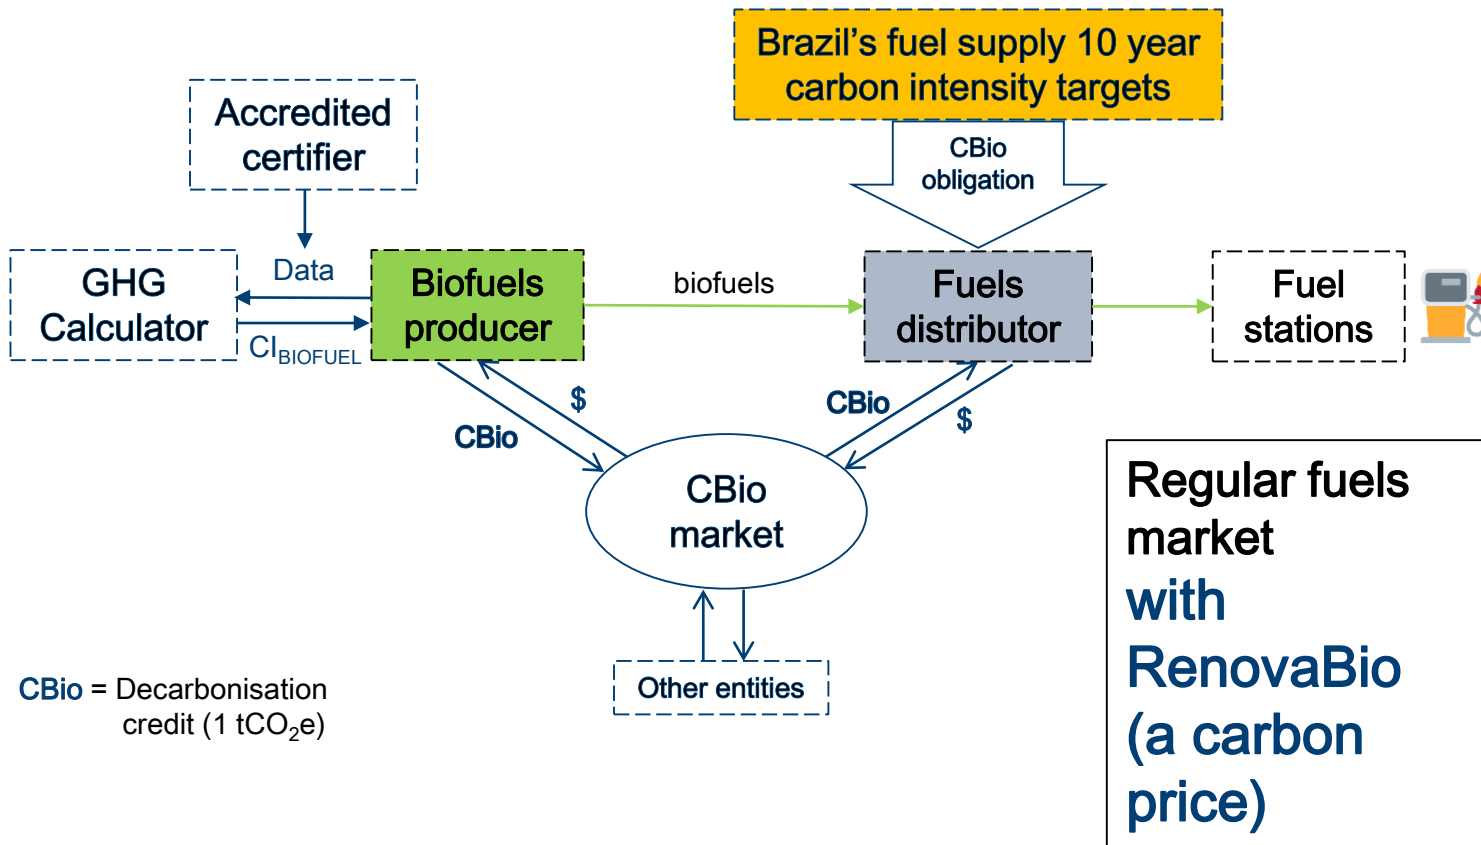 Brazil’s fuel supply 10 year
carbon intensity targets
Accredited
certifier
CBio
obligation
GHG
Calculator
Data
CI_BIOFUEL
Biofuels
producer
biofuels
Fuels
distributor
Fuel
stations
$
CBio
CBio
$
CBio
market
Other entities
Regular fuels
market
with
RenovaBio
(a carbon
price)
CBio = Decarbonisation
credit (1 tCO₂e)